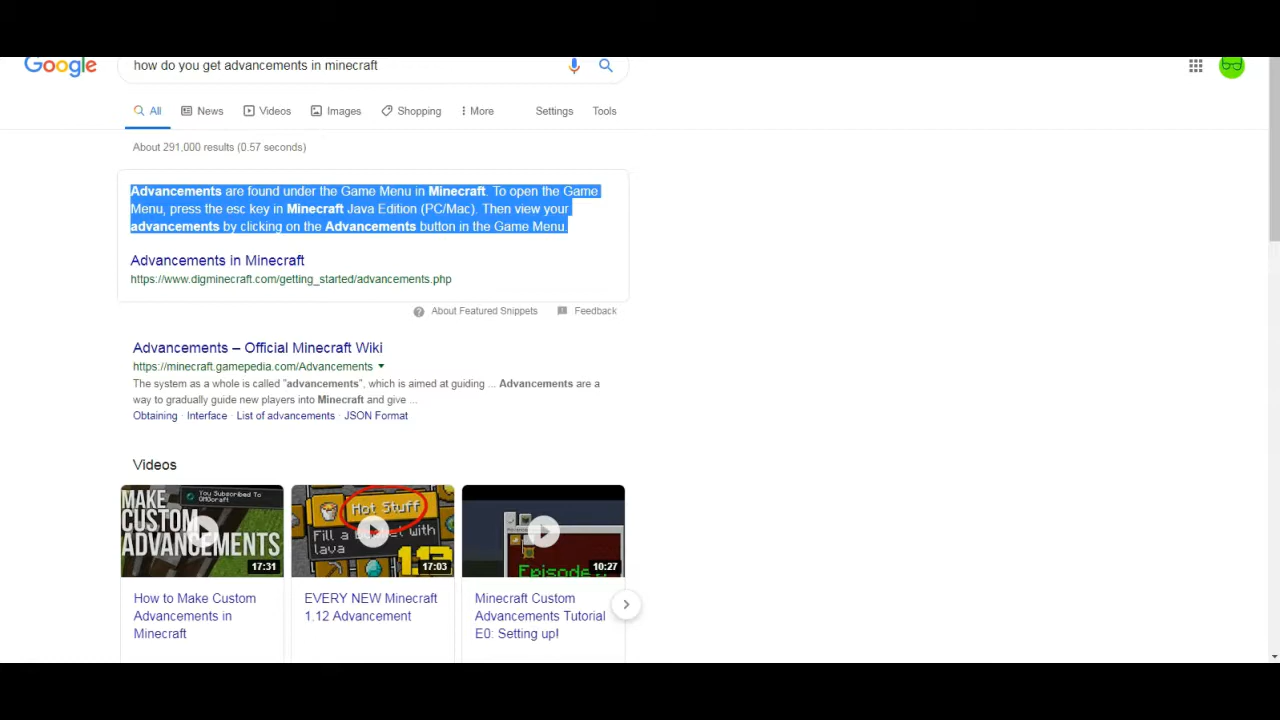 Google
how do you get advancements in minecraft
All News Videos Images Shopping More Settings Tools
About 291,000 results (0.57 seconds)
Advancements are found under the Game Menu in Minecraft. To open the Game
Menu, press the esc key in Minecraft Java Edition (PC/Mac). Then view your
advancements by clicking on the Advancements button in the Game Menu.
Advancements in Minecraft
https://www.digminecraft.com/getting_started/advancements.php
About Featured Snippets Feedback
Advancements – Official Minecraft Wiki
https://minecraft.gamepedia.com/Advancements
The system as a whole is called "advancements", which is aimed at guiding ... Advancements are a
way to gradually guide new players into Minecraft and give ...
Obtaining · Interface · List of advancements · JSON Format
Videos
MAKE
CUSTOM
ADVANCEMENTS
You Subscribed To
17:31
Hot Stuff
Fill a bucket with
lava
1.12
17:03
Episode
10:27
How to Make Custom
Advancements in
Minecraft
EVERY NEW Minecraft
1.12 Advancement
Minecraft Custom
Advancements Tutorial
E0: Setting up!